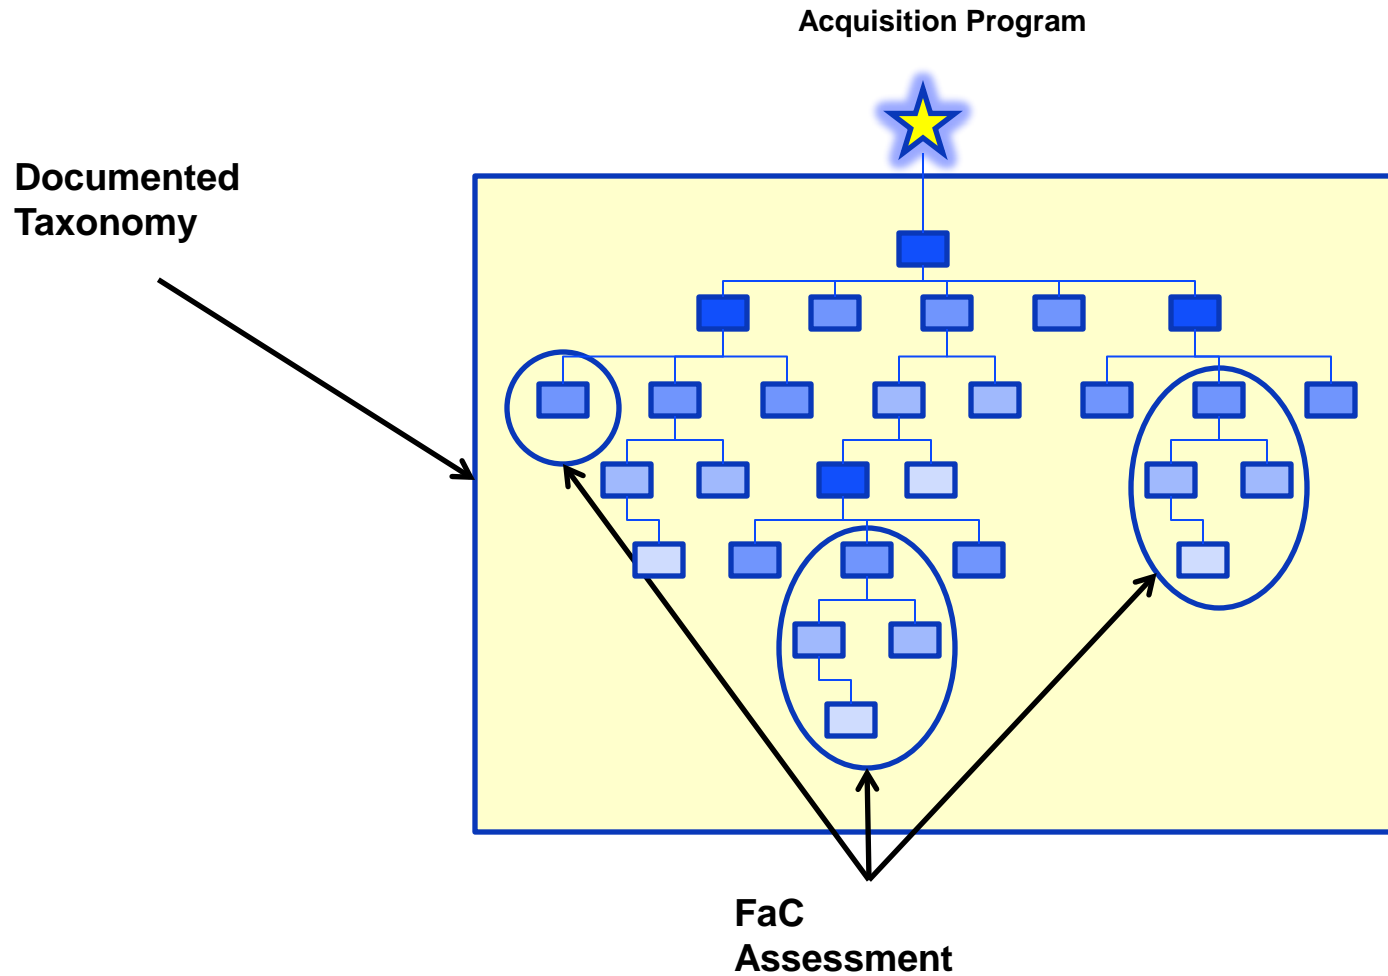 Acquisition Program
Documented
Taxonomy
FaC
Assessment